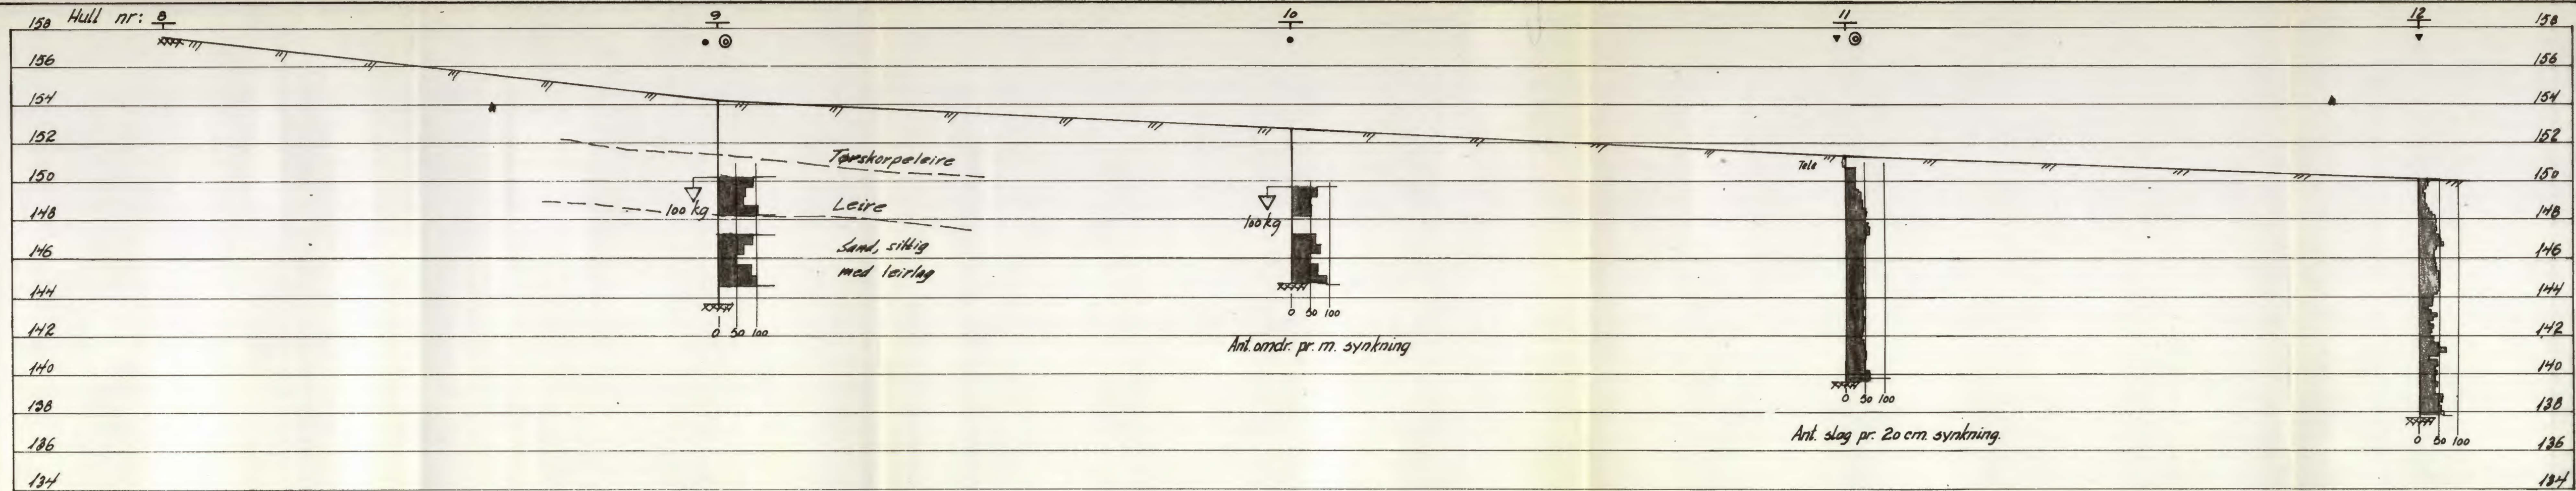 Hull nr: 8 9 10 11 12
158 158
156 156
154 154
152 152
Tørskorpeleire
Tele
150 150
Leire
100 kg
148 148
100 kg
Sand, siltig
146 146
med leirlag
144 144
0 50 100
142 142
0 50 100
Ant. omdr. pr. m. synkning
140 140
0 50 100
138 138
Ant. slag pr. 20 cm. synkning.
136 136
0 50 100
134 134